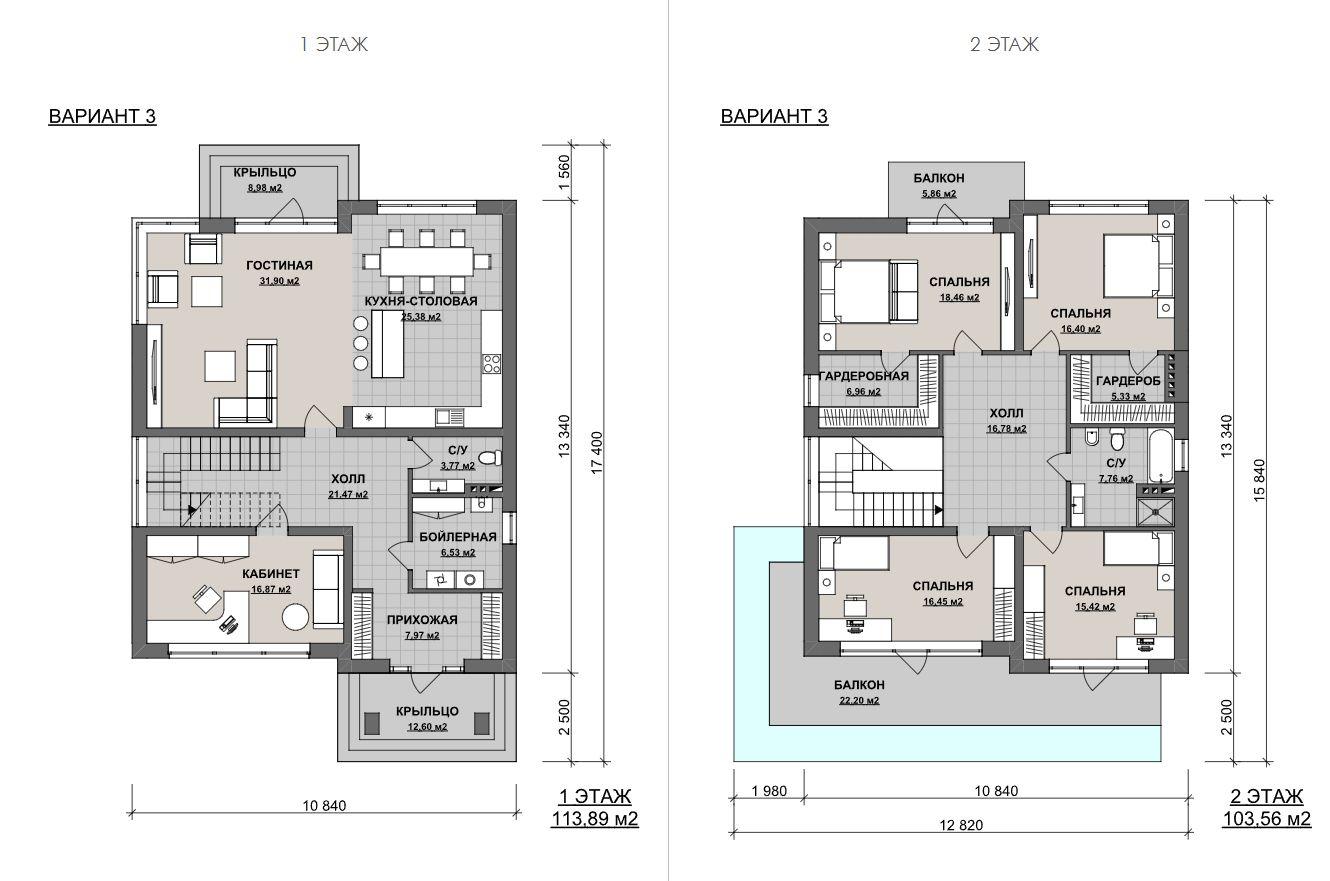 1 ЭТАЖ
ВАРИАНТ 3
КРЫЛЬЦО
8,98 м2
ГОСТИНАЯ
31,90 м2
КУХНЯ-СТОЛОВАЯ
25,38 м2
С/У
3,77 м2
ХОЛЛ
21,47 м2
БОЙЛЕРНАЯ
6,53 м2
КАБИНЕТ
16,87 м2
ПРИХОЖАЯ
7,97 м2
КРЫЛЬЦО
12,60 м2
1 560
13 340
17 400
2 500
10 840
1 ЭТАЖ
113,89 м2
2 ЭТАЖ
ВАРИАНТ 3
БАЛКОН
5,86 м2
СПАЛЬНЯ
18,46 м2
СПАЛЬНЯ
16,40 м2
ГАРДЕРОБНАЯ
6,96 м2
ГАРДЕРОБ
5,33 м2
ХОЛЛ
16,78 м2
С/У
7,76 м2
СПАЛЬНЯ
16,45 м2
СПАЛЬНЯ
15,42 м2
БАЛКОН
22,20 м2
13 340
15 840
2 500
1 980
10 840
12 820
2 ЭТАЖ
103,56 м2